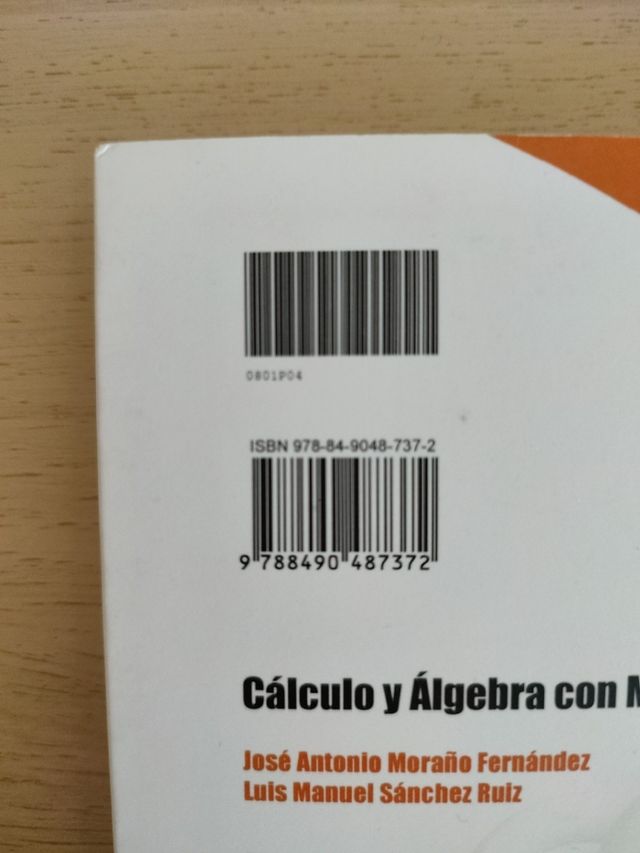 0801P04
ISBN 978-84-9048-737-2
9 788490 487372
Cálculo y Álgebra con
José Antonio Moraño Fernández
Luis Manuel Sánchez Ruiz